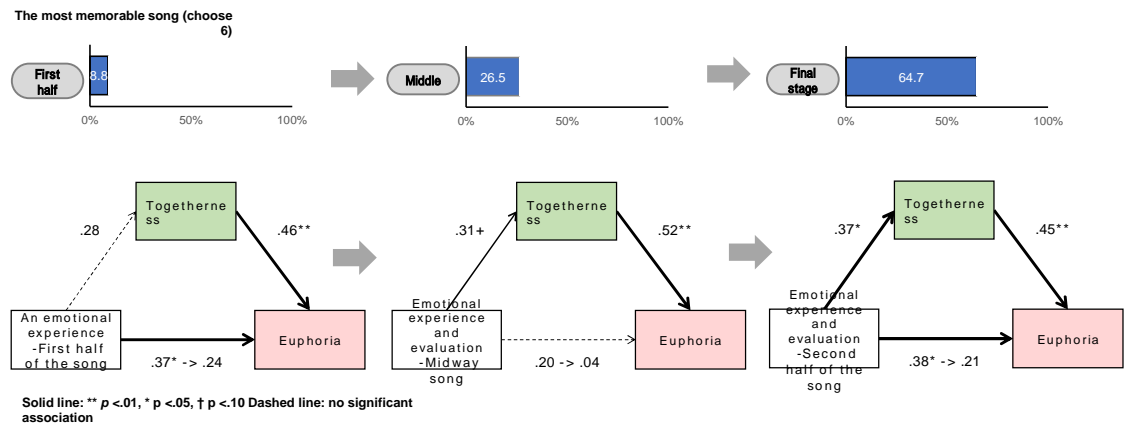 The most memorable song (choose
6)
First
half
8.8
0%
50%
100%
Middle
26.5
0%
50%
100%
Final
stage
64.7
0%
50%
100%
Togetherne
ss
.28
.46**
An emotional
experience
-First half
of the song
Euphoria
.37* -> .24
Togetherne
ss
.31+
.52**
Emotional
experience
and
evaluation
-Midway
song
Euphoria
.20 -> .04
Togetherne
ss
.37*
.45**
Emotional
experience
and
evaluation
-Second
half of the
song
Euphoria
.38* -> .21
Solid line: ** p <.01, * p <.05, † p <.10 Dashed line: no significant
association